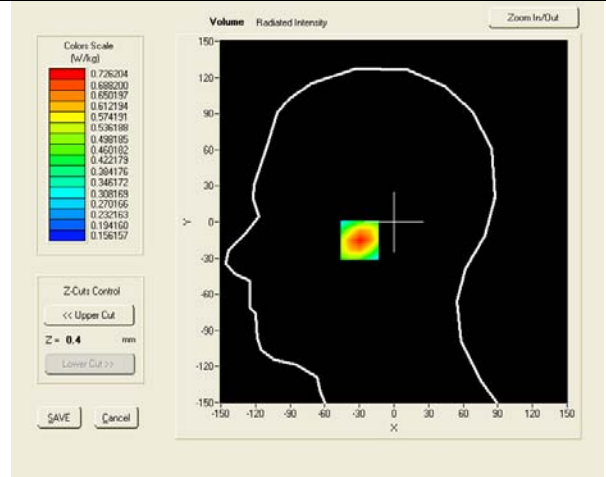 Volume Radiated Intensity
Zoom In/Out
Colors Scale
(W/kg)
0.726204
0.688200
0.650197
0.612194
0.574191
0.536188
0.498185
0.460182
0.422179
0.384176
0.346172
0.308169
0.270166
0.232163
0.194160
0.156157
Z-Cuts Control
<< Upper Cut
Z = 0.4 mm
Lower Cut >>
SAVE Cancel
150
120
90
60
30
Y 0
-30
-60
-90
-120
-150
-150 -120 -90 -60 -30 0 30 60 90 120 150
X